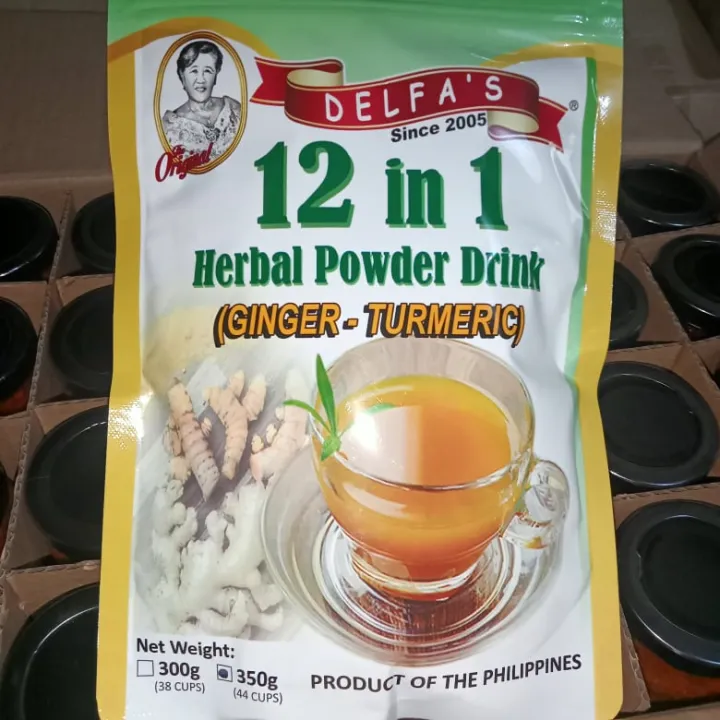 The Original
DELFA'S
®
Since 2005
12 in 1
Herbal Powder Drink
(GINGER - TURMERIC)
Net Weight:
300g 350g
(38 CUPS) (44 CUPS)
PRODUCT OF THE PHILIPPINES